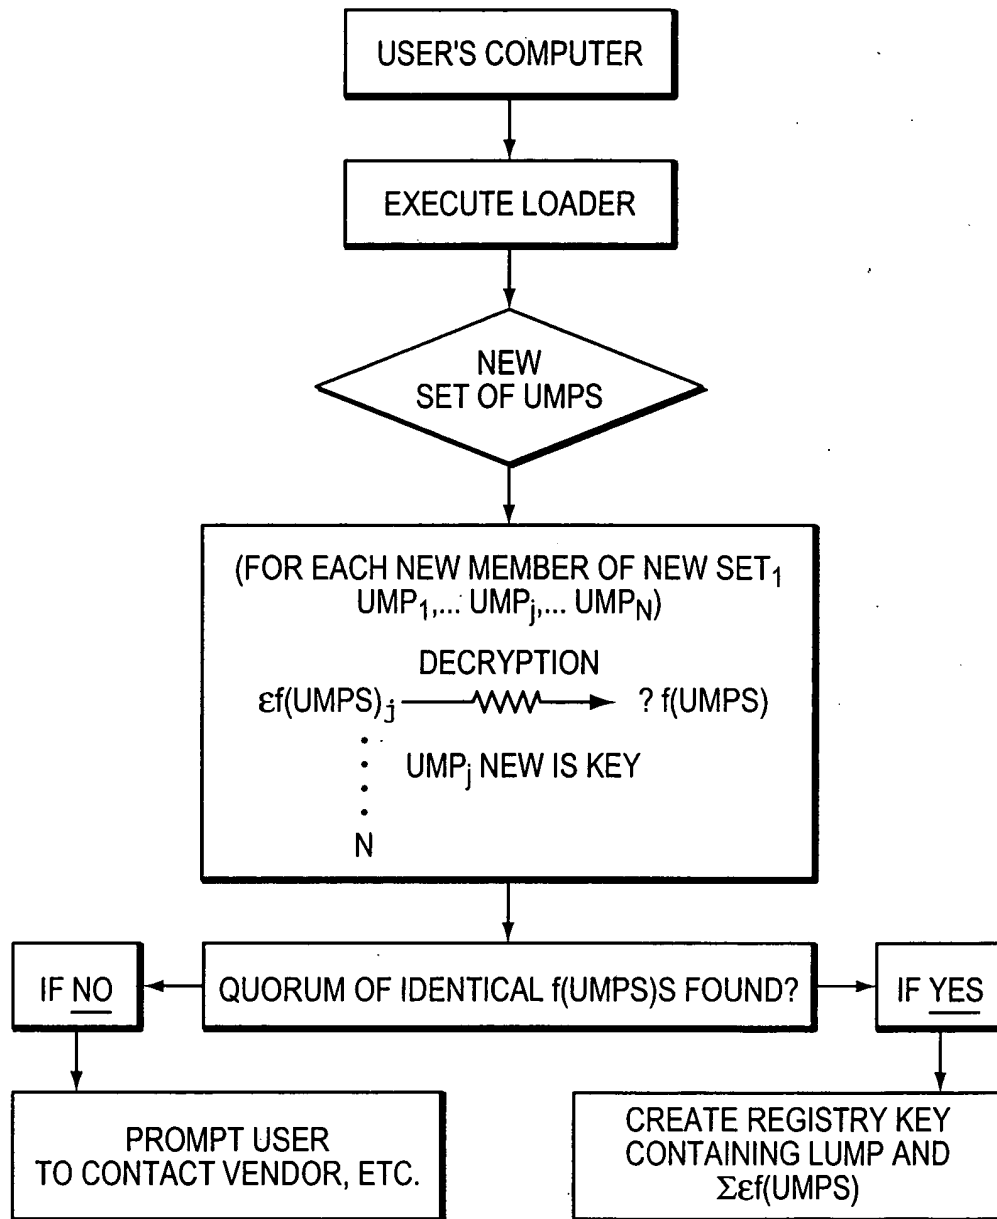 USER'S COMPUTER
EXECUTE LOADER
NEW
SET OF UMPS
(FOR EACH NEW MEMBER OF NEW SET₁
UMP₁,... UMPⱼ,... UMP_N)
DECRYPTION
εf(UMPS)ⱼ ? f(UMPS)
UMPⱼ NEW IS KEY
N
IF NO
QUORUM OF IDENTICAL f(UMPS)S FOUND?
IF YES
PROMPT USER
TO CONTACT VENDOR, ETC.
CREATE REGISTRY KEY
CONTAINING LUMP AND
Σεf(UMPS)